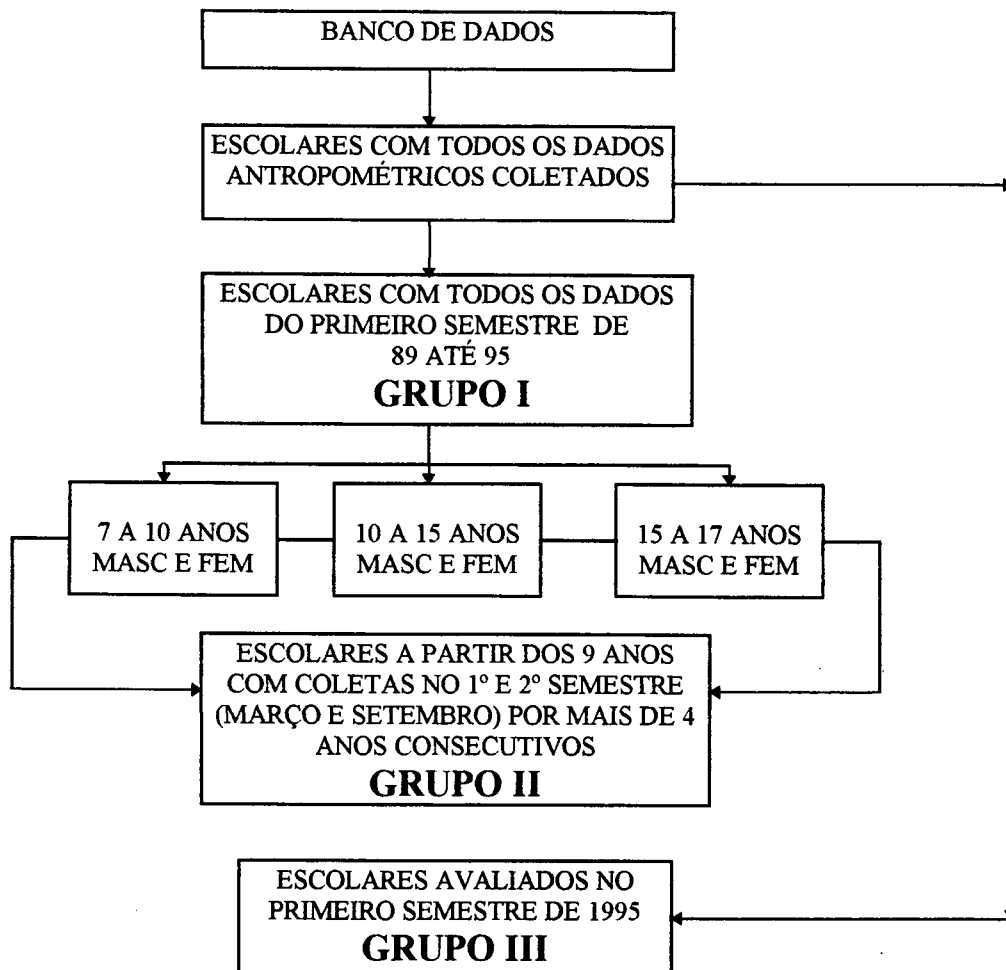 BANCO DE DADOS
ESCOLARES COM TODOS OS DADOS
ANTROPOMÉTRICOS COLETADOS
ESCOLARES COM TODOS OS DADOS
DO PRIMEIRO SEMESTRE DE
89 ATÉ 95
GRUPO I
7 A 10 ANOS
MASC E FEM
10 A 15 ANOS
MASC E FEM
15 A 17 ANOS
MASC E FEM
ESCOLARES A PARTIR DOS 9 ANOS
COM COLETAS NO 1º E 2º SEMESTRE
(MARÇO E SETEMBRO) POR MAIS DE 4
ANOS CONSECUTIVOS
GRUPO II
ESCOLARES AVALIADOS NO
PRIMEIRO SEMESTRE DE 1995
GRUPO III